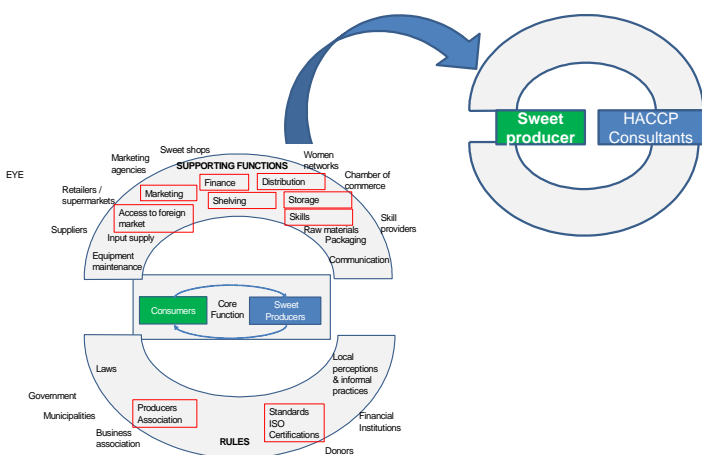 Sweet
producer
HACCP
Consultants
Sweet shops
Marketing
agencies
SUPPORTING FUNCTIONS
Women
networks
EYE
Finance
Distribution
Chamber of
commerce
Retailers /
supermarkets
Marketing
Shelving
Storage
Access to foreign
market
Skills
Skill
providers
Suppliers
Input supply
Raw materials
Packaging
Equipment
maintenance
Communication
Consumers
Core
Function
Sweet
Producers
Laws
Local
perceptions
& informal
practices
Government
Municipalities
Producers
Association
Standards
ISO
Certifications
Financial
Institutions
Business
association
RULES
Donors